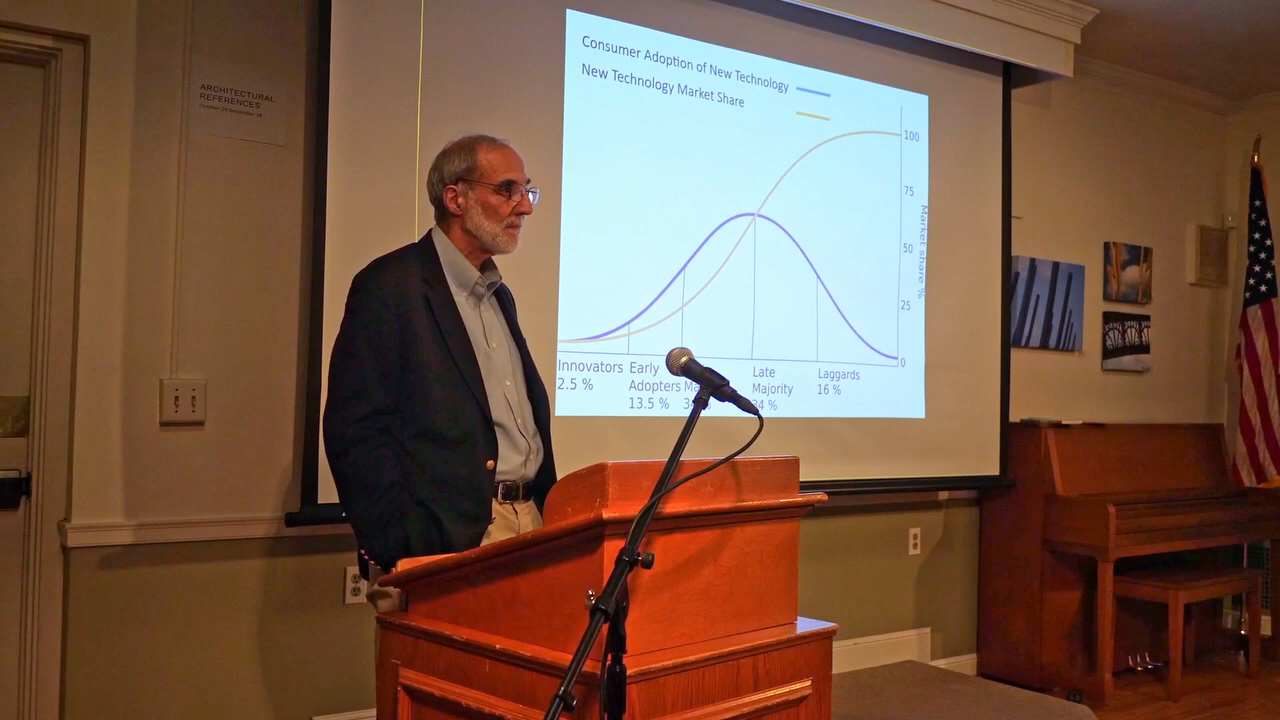 ARCHITECTURAL
REFERENCES
Consumer Adoption of New Technology
New Technology Market Share
100
75
50
25
0
Market share %
Innovators
2.5 %
Early
Adopters
13.5 %
Late
Majority
34 %
Laggards
16 %